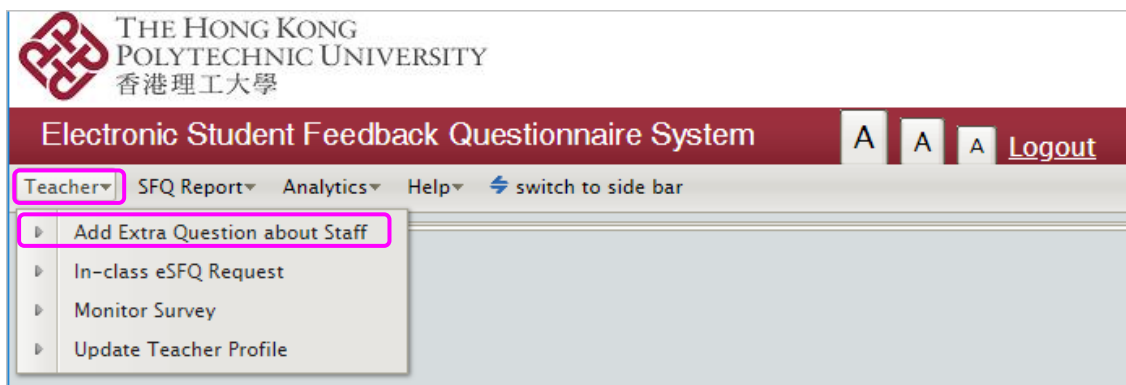 THE HONG KONG
POLYTECHNIC UNIVERSITY
香港理工大學
Electronic Student Feedback Questionnaire System A A A Logout
Teacher SFQ Report Analytics Help switch to side bar
Add Extra Question about Staff
In-class eSFQ Request
Monitor Survey
Update Teacher Profile